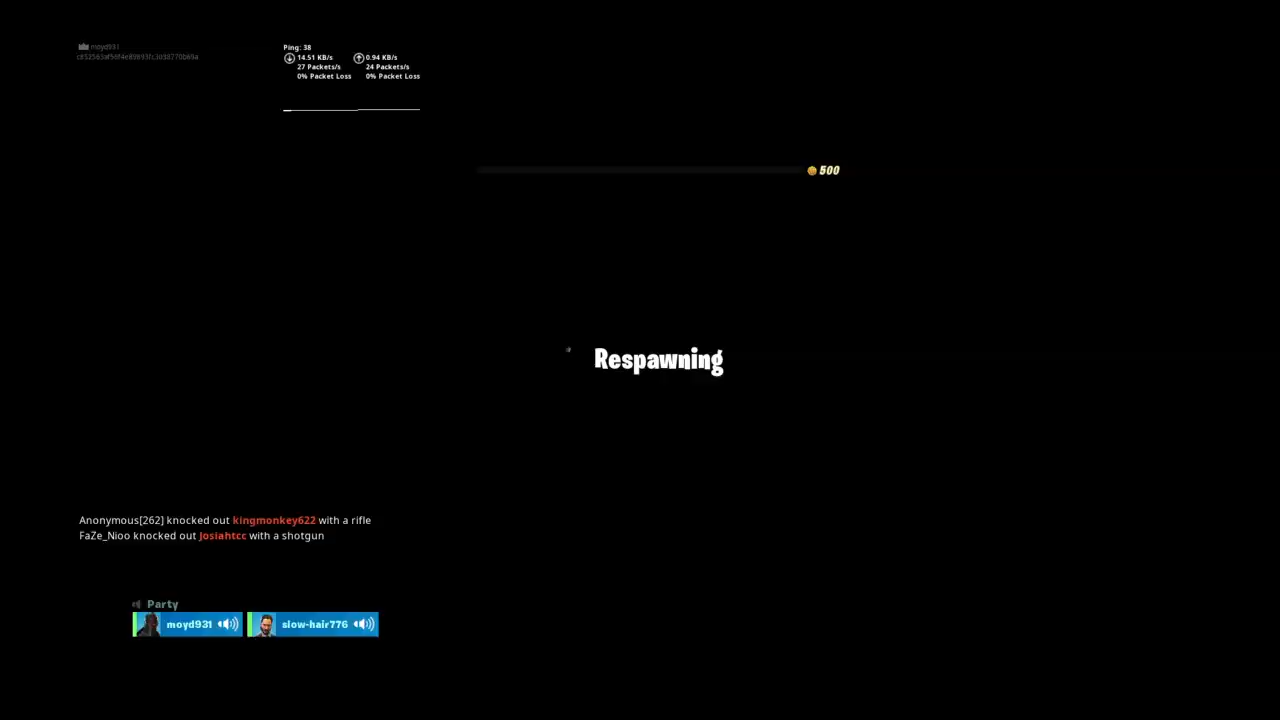 moyd931
Ping: 38
14.51 KB/s
0.94 KB/s
27 Packets/s
24 Packets/s
0% Packet Loss
0% Packet Loss
500
Respawning
Anonymous[262] knocked out kingmonkey622 with a rifle
FaZe_Nioo knocked out Josiahtcc with a shotgun
Party
moyd931
slow-hair776